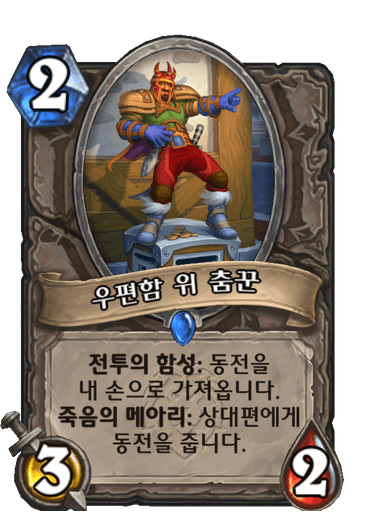 2
우편함 위 춤꾼
전투의 함성: 동전을
내 손으로 가져옵니다.
죽음의 메아리: 상대편에게
동전을 줍니다.
3
2